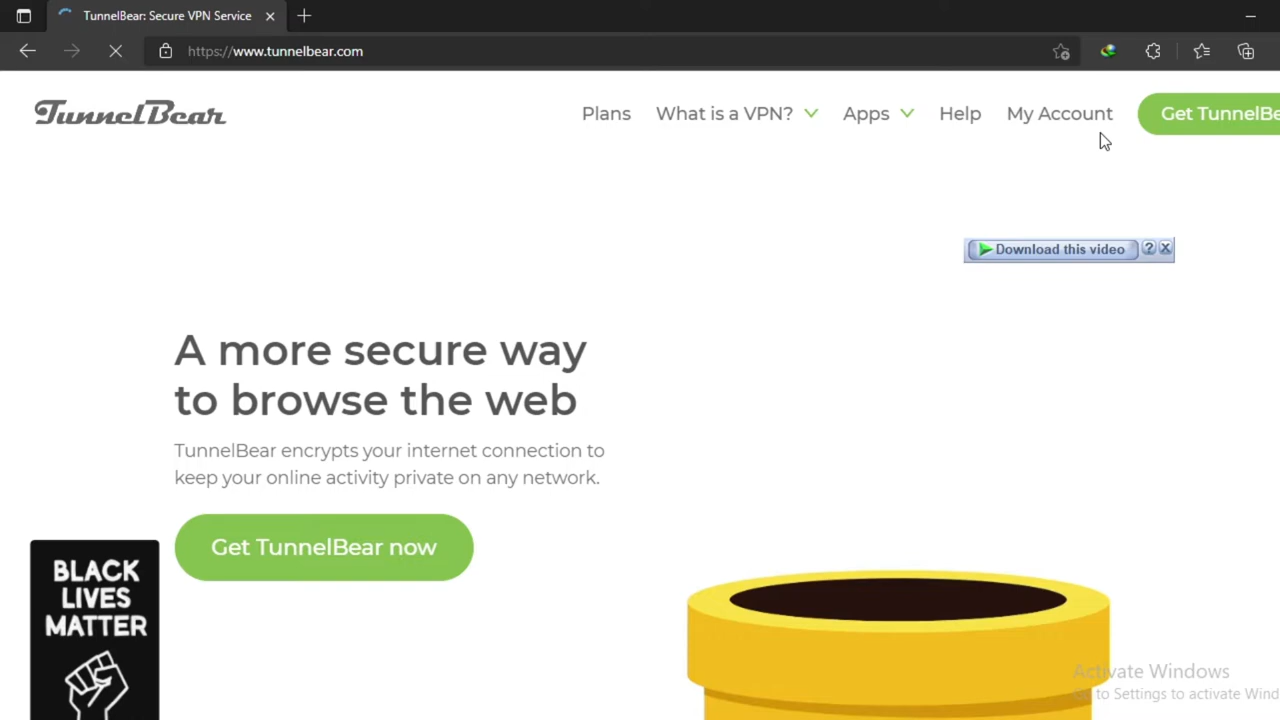 TunnelBear: Secure VPN Service
https://www.tunnelbear.com
TunnelBear
Plans
What is a VPN?
Apps
Help
My Account
Get TunnelBe
Download this video
A more secure way
to browse the web
TunnelBear encrypts your internet connection to
keep your online activity private on any network.
Get TunnelBear now
BLACK
LIVES
MATTER
Activate Windows
Go to Settings to activate Wind